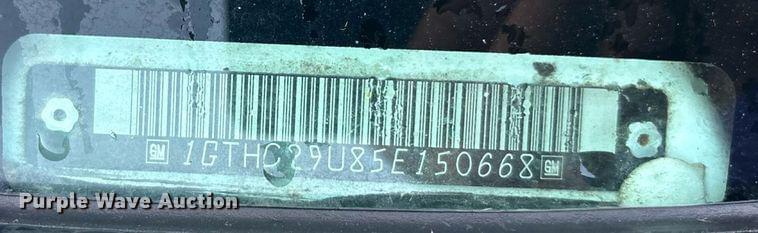 GM 1GTHC29U85E150668 GM
Purple Wave Auction